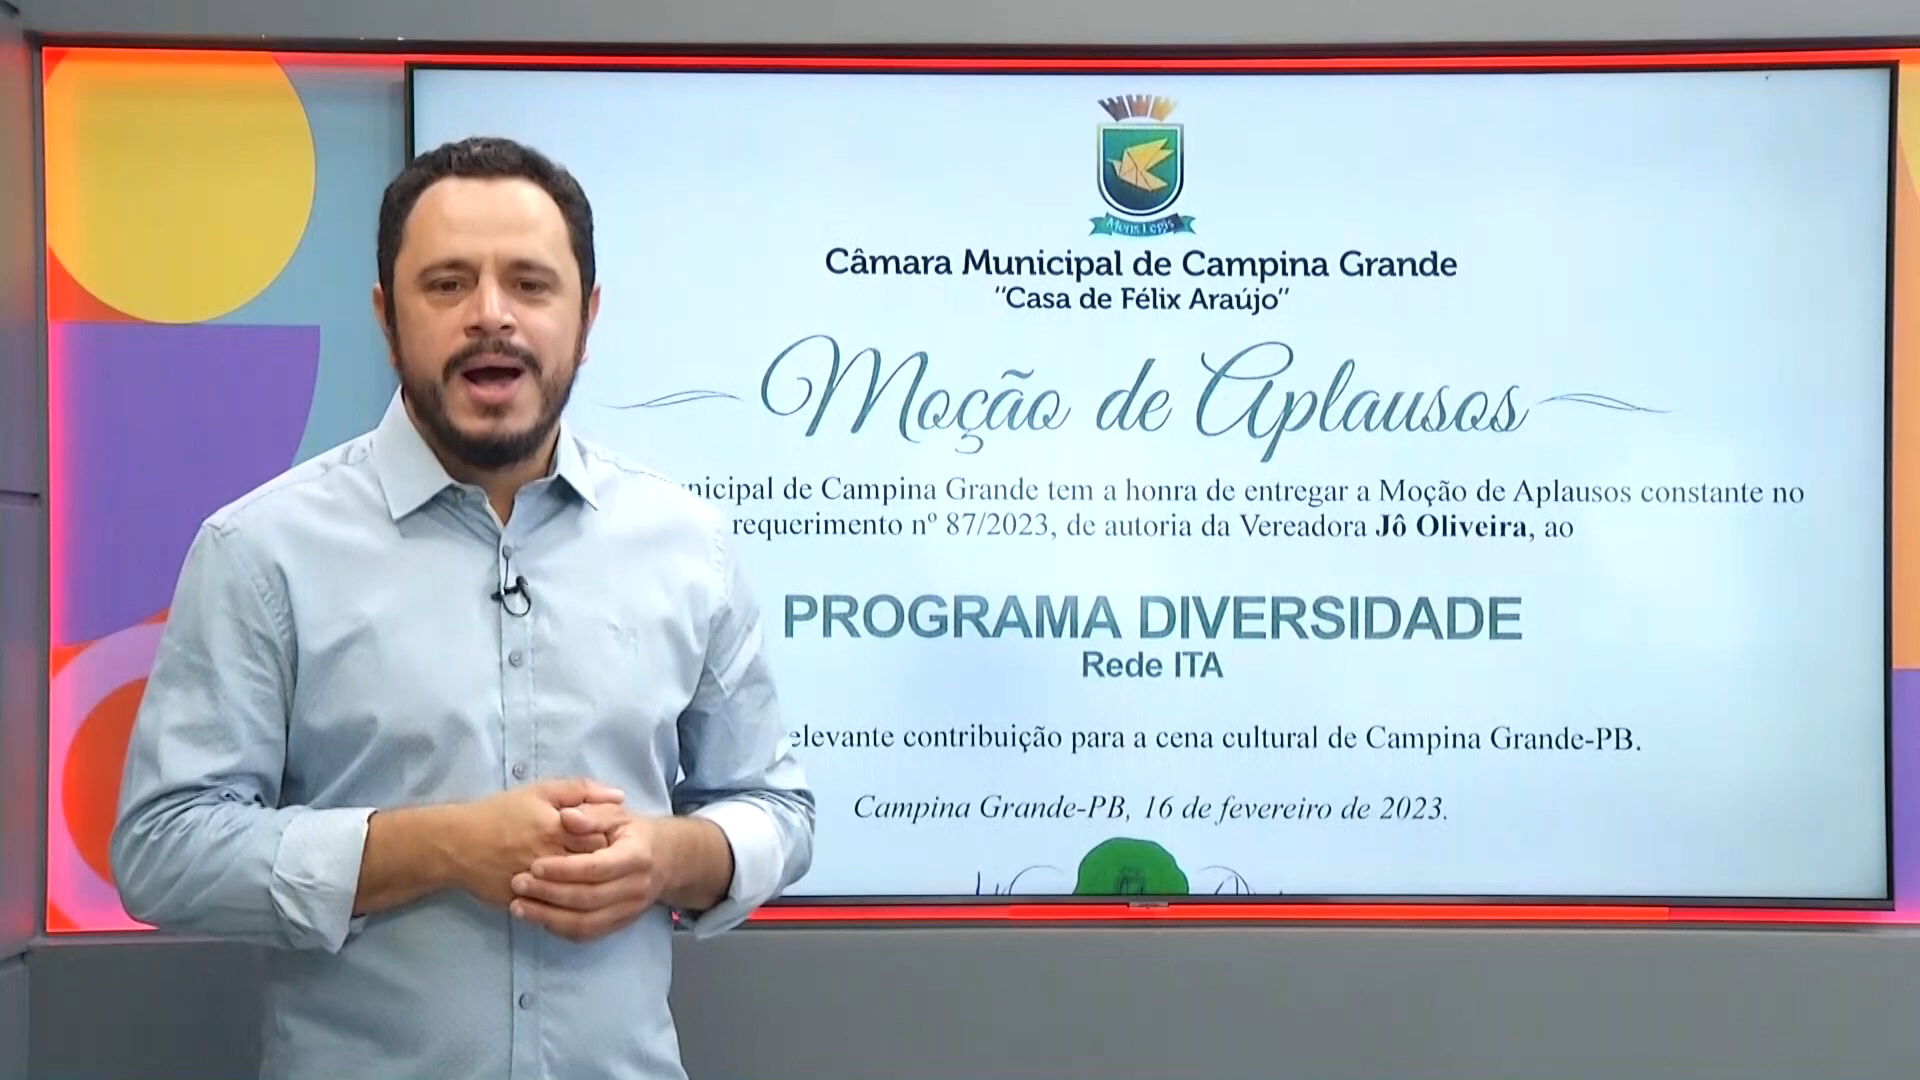 Mens Legis
Câmara Municipal de Campina Grande
"Casa de Félix Araújo"
Moção de Aplausos
de Campina Grande tem a honra de entregar a Moção de Aplausos constante no
requerimento nº 87/2023, de autoria da Vereadora Jô Oliveira, ao
PROGRAMA DIVERSIDADE
Rede ITA
elevante contribuição para a cena cultural de Campina Grande-PB.
Campina Grande-PB, 16 de fevereiro de 2023.